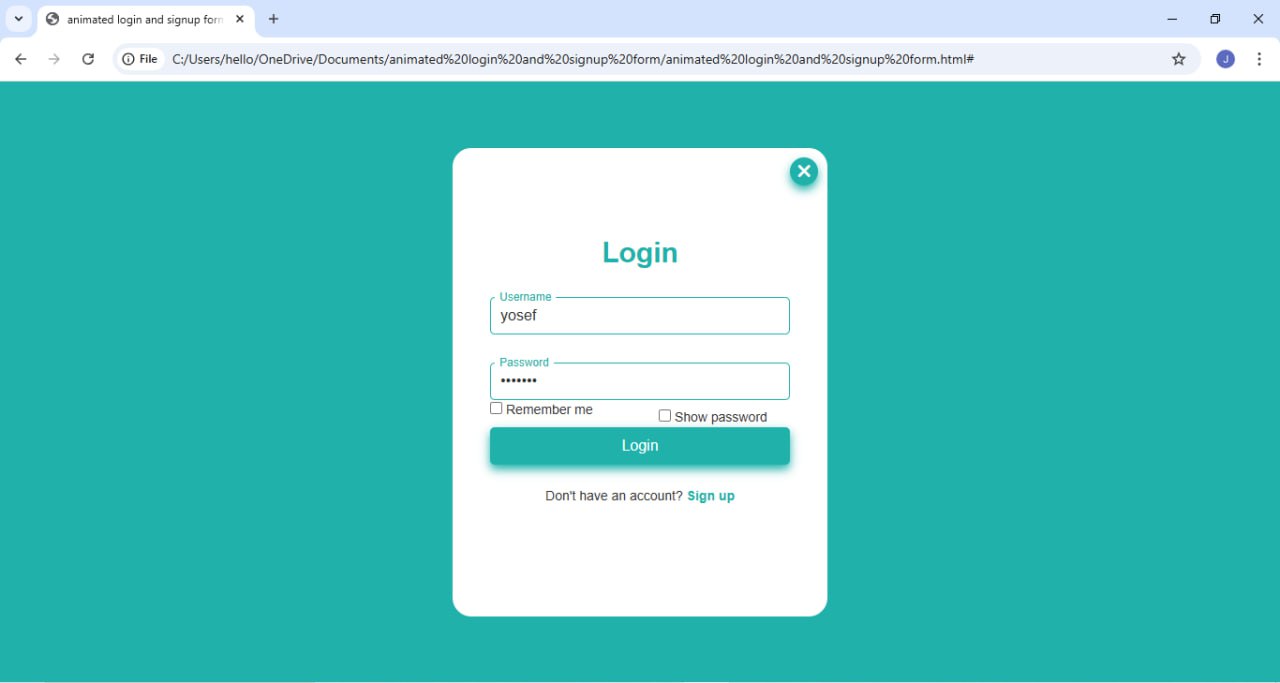 animated login and signup form
File C:/Users/hello/OneDrive/Documents/animated%20login%20and%20signup%20form/animated%20login%20and%20signup%20form.html#
J
Login
Username
yosef
Password
•••••••
Remember me Show password
Login
Don't have an account? Sign up